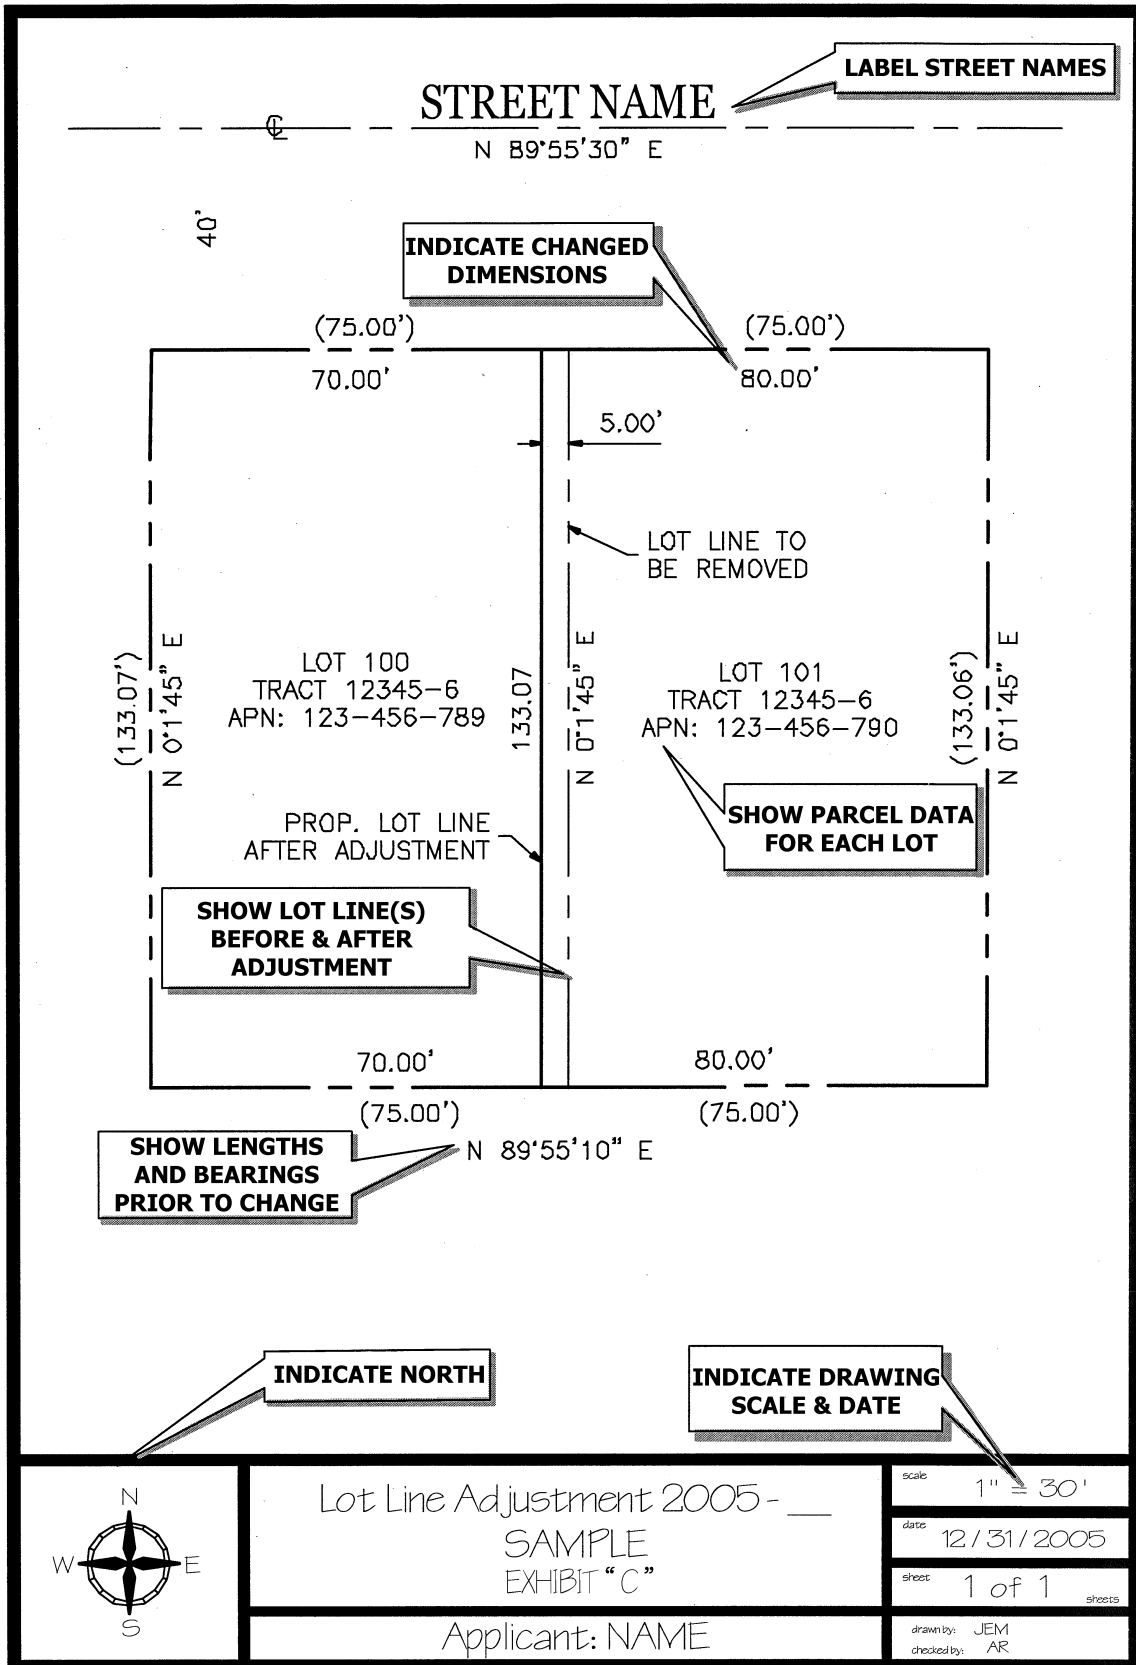 LABEL STREET NAMES
STREET NAME
℄
N 89°55'30" E
40'
INDICATE CHANGED
DIMENSIONS
(75.00') (75.00')
70.00' 80.00'
5.00'
LOT LINE TO
BE REMOVED
(133.07')
N 0°1'45" E
LOT 100
TRACT 12345-6
APN: 123-456-789
133.07
N 0°1'45" E
LOT 101
TRACT 12345-6
APN: 123-456-790
(133.06')
N 0°1'45" E
SHOW PARCEL DATA
FOR EACH LOT
PROP. LOT LINE
AFTER ADJUSTMENT
SHOW LOT LINE(S)
BEFORE & AFTER
ADJUSTMENT
70.00' 80.00'
(75.00') (75.00')
SHOW LENGTHS
AND BEARINGS
PRIOR TO CHANGE
N 89°55'10" E
INDICATE NORTH
INDICATE DRAWING
SCALE & DATE
N
W E
S
Lot Line Adjustment 2005-___
SAMPLE
EXHIBIT "C"
Applicant: NAME
scale 1" = 30'
date 12/31/2005
sheet 1 of 1 sheets
drawn by: JEM
checked by: AR